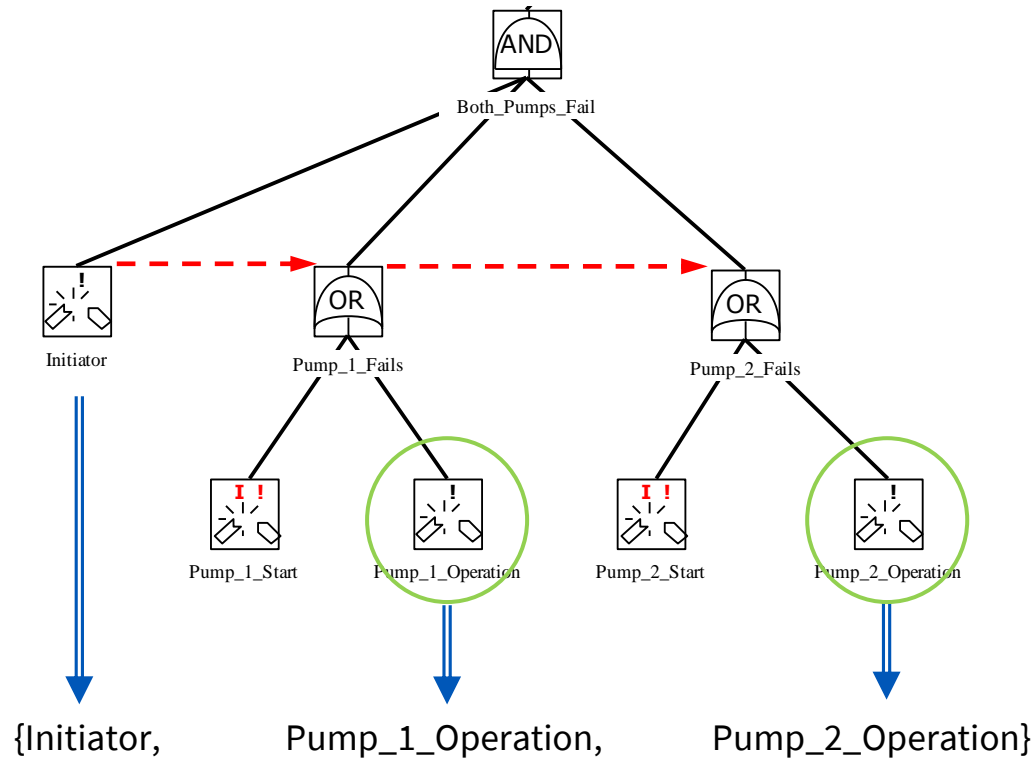 AND
Both_Pumps_Fail
!
OR
OR
Initiator
Pump_1_Fails
Pump_2_Fails
I !
!
I !
!
Pump_1_Start
Pump_1_Operation
Pump_2_Start
Pump_2_Operation
{Initiator, Pump_1_Operation, Pump_2_Operation}